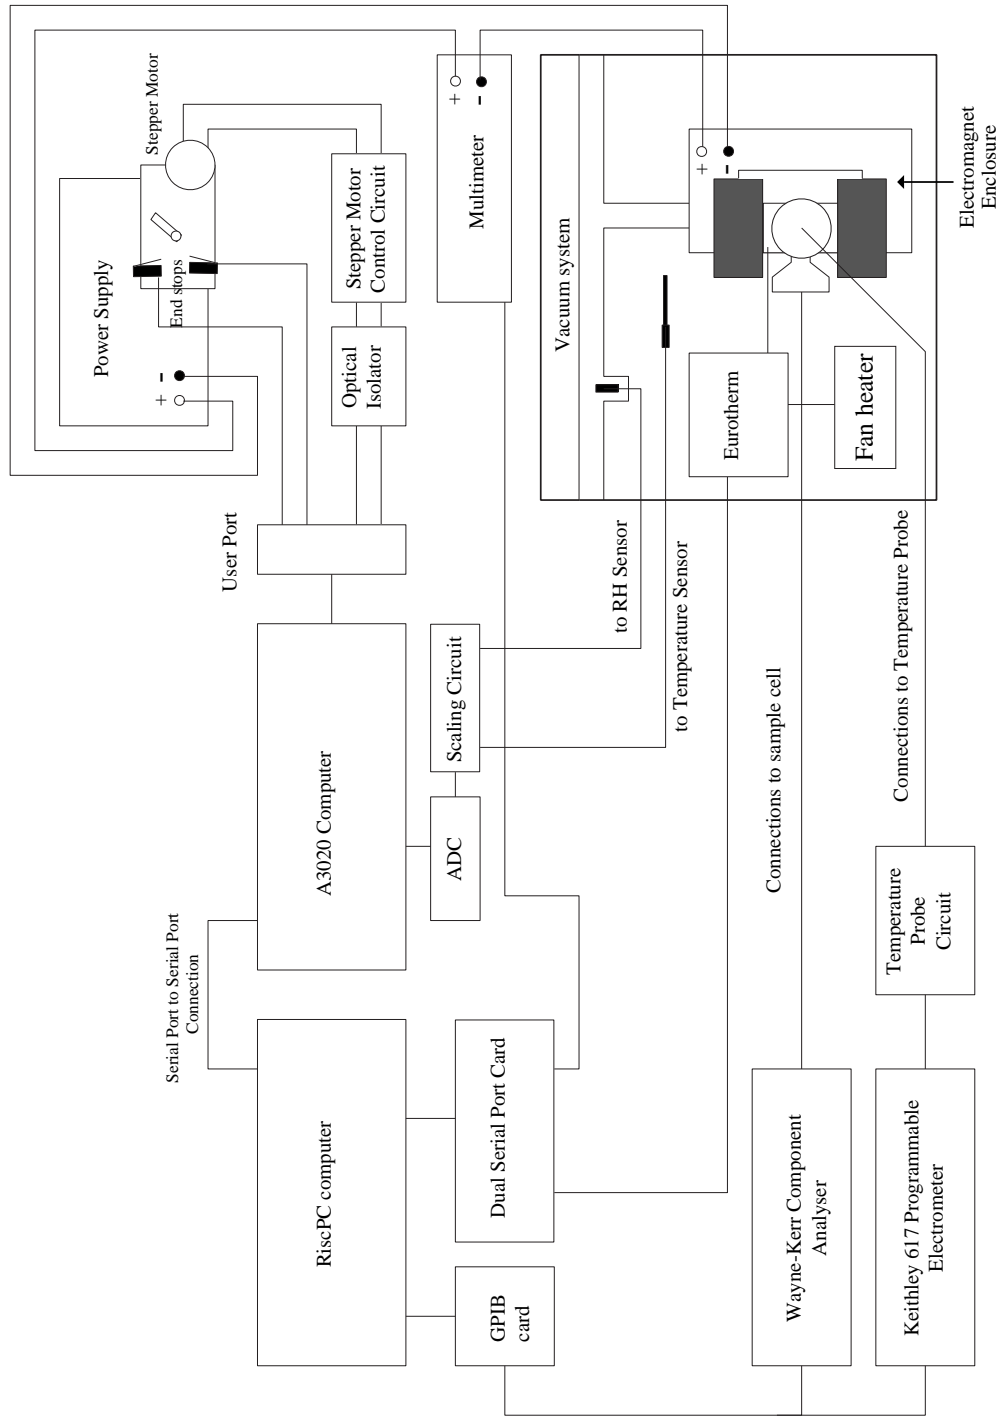 Serial Port to Serial Port
Connection
RiscPC computer
GPIB
card
Dual Serial Port Card
A3020 Computer
ADC
Scaling Circuit
User Port
Power Supply
+
-
End stops
Stepper Motor
Optical
Isolator
Stepper Motor
Control Circuit
Multimeter
+
-
to RH Sensor
to Temperature Sensor
Vacuum system
Eurotherm
Fan heater
+
-
Electromagnet
Enclosure
Connections to sample cell
Connections to Temperature Probe
Wayne-Kerr Component
Analyser
Keithley 617 Programmable
Electrometer
Temperature
Probe
Circuit